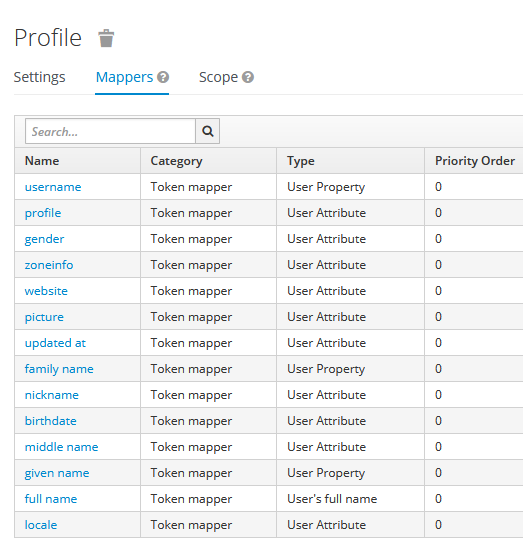 Profile
Settings Mappers Scope
Search...
Name Category Type Priority Order
username Token mapper User Property 0
profile Token mapper User Attribute 0
gender Token mapper User Attribute 0
zoneinfo Token mapper User Attribute 0
website Token mapper User Attribute 0
picture Token mapper User Attribute 0
updated at Token mapper User Attribute 0
family name Token mapper User Property 0
nickname Token mapper User Attribute 0
birthdate Token mapper User Attribute 0
middle name Token mapper User Attribute 0
given name Token mapper User Property 0
full name Token mapper User's full name 0
locale Token mapper User Attribute 0